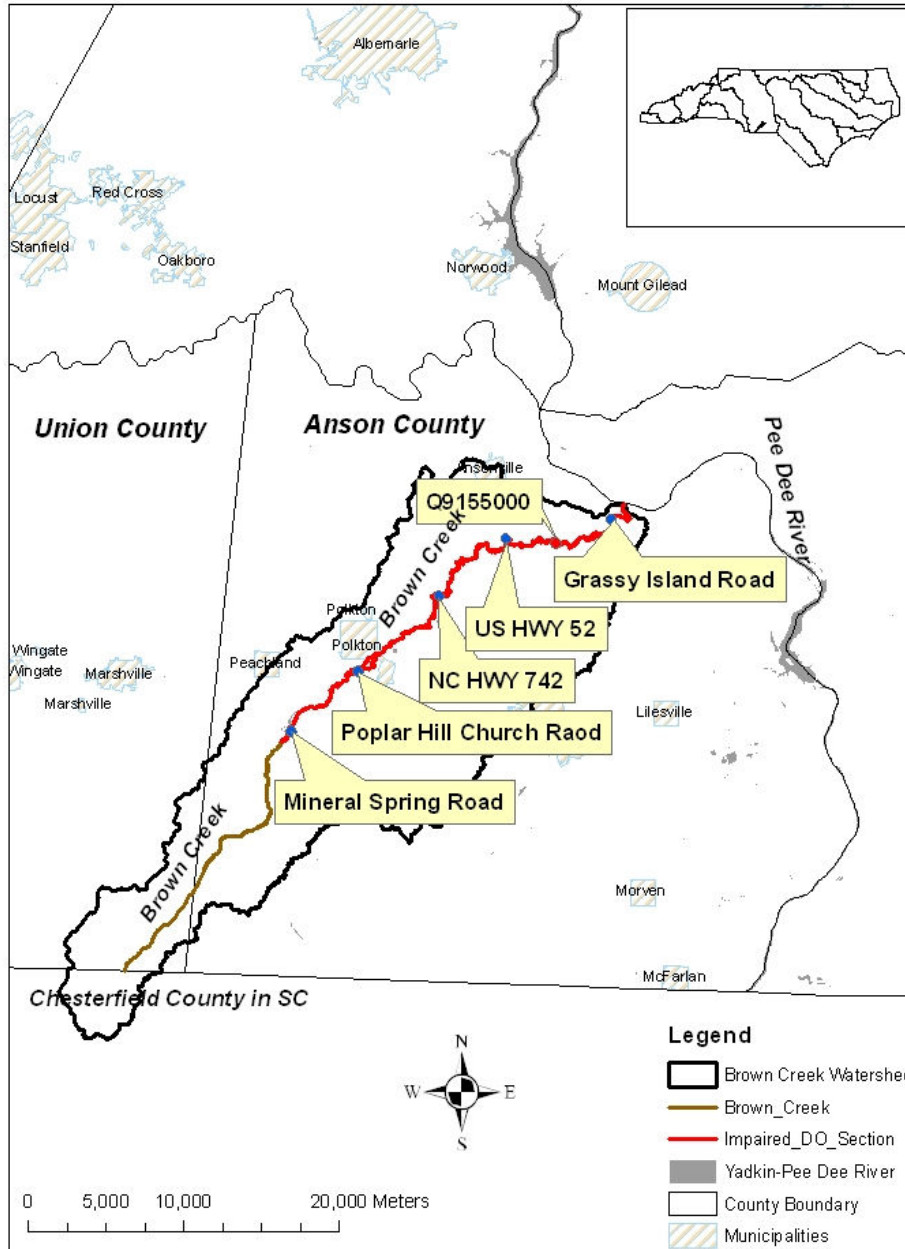 Albemarle
Locust
Red Cross
Stanfield
Oakboro
Norwood
Mount Gilead
Union County
Anson County
Pee Dee River
Q9155000
Brown Creek
Grassy Island Road
Polkton
US HWY 52
Wingate
Polkton
Peachland
Wingate
Marshville
NC HWY 742
Marshville
Lilesville
Poplar Hill Church Raod
Mineral Spring Road
Brown Creek
Morven
McFarlan
Chesterfield County in SC
N
W E
S
Legend
Brown Creek Watershed
Brown_Creek
Impaired_DO_Section
Yadkin-Pee Dee River
County Boundary
Municipalities
0 5,000 10,000 20,000 Meters